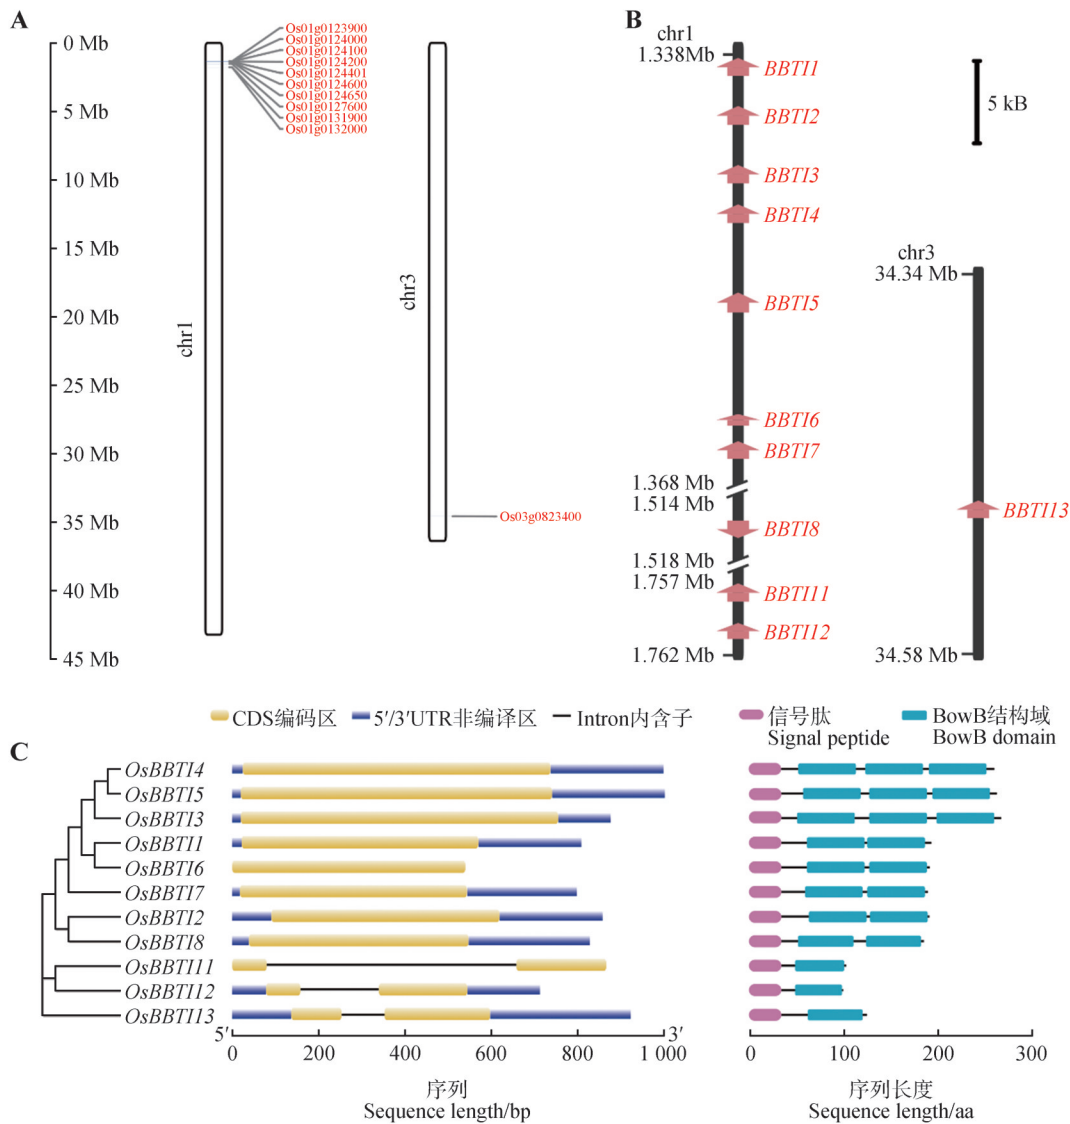 A
0 Mb
5 Mb
10 Mb
15 Mb
20 Mb
25 Mb
30 Mb
35 Mb
40 Mb
45 Mb
chr1
Os01g0123900
Os01g0124000
Os01g0124100
Os01g0124200
Os01g0124401
Os01g0124600
Os01g0124650
Os01g0127600
Os01g0131900
Os01g0132000
chr3
Os03g0823400
B
chr1
1.338Mb
BBTI1
BBTI2
BBTI3
BBTI4
BBTI5
BBTI6
BBTI7
1.368 Mb
1.514 Mb
BBTI8
1.518 Mb
1.757 Mb
BBTI11
BBTI12
1.762 Mb
5 kB
chr3
34.34 Mb
BBTI13
34.58 Mb
C
CDS编码区
5′/3′UTR非编译区
Intron内含子
信号肽
Signal peptide
BowB结构域
BowB domain
OsBBTI4
OsBBTI5
OsBBTI3
OsBBTI1
OsBBTI6
OsBBTI7
OsBBTI2
OsBBTI8
OsBBTI11
OsBBTI12
OsBBTI13
5′ 3′
0 200 400 600 800 1 000
序列
Sequence length/bp
0 100 200 300
序列长度
Sequence length/aa